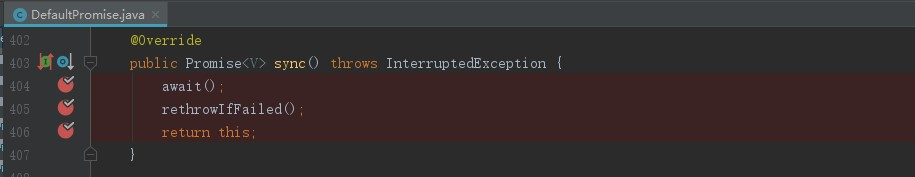 DefaultPromise.java ×
402 @Override
403 public Promise<V> sync() throws InterruptedException {
404 await();
405 rethrowIfFailed();
406 return this;
407 }